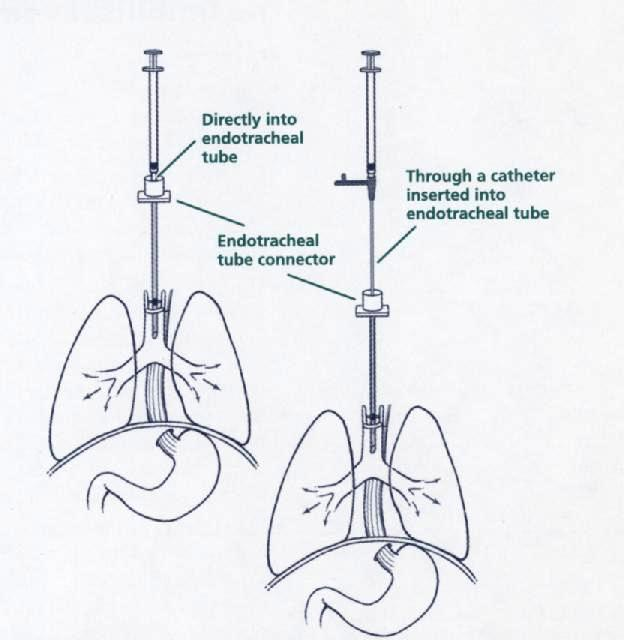 Directly into
endotracheal
tube
Through a catheter
inserted into
endotracheal tube
Endotracheal
tube connector